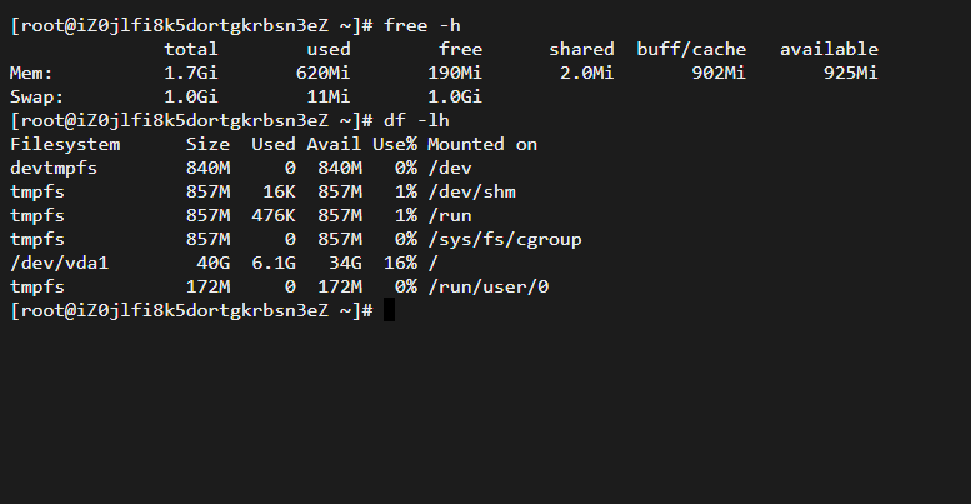 [root@iZ0jlfi8k5dortgkrbsn3eZ ~]# free -h
              total        used        free      shared  buff/cache   available
Mem:          1.7Gi       620Mi       190Mi       2.0Mi       902Mi       925Mi
Swap:         1.0Gi        11Mi       1.0Gi
[root@iZ0jlfi8k5dortgkrbsn3eZ ~]# df -lh
Filesystem      Size  Used Avail Use% Mounted on
devtmpfs        840M     0  840M   0% /dev
tmpfs           857M   16K  857M   1% /dev/shm
tmpfs           857M  476K  857M   1% /run
tmpfs           857M     0  857M   0% /sys/fs/cgroup
/dev/vda1        40G  6.1G   34G  16% /
tmpfs           172M     0  172M   0% /run/user/0
[root@iZ0jlfi8k5dortgkrbsn3eZ ~]#